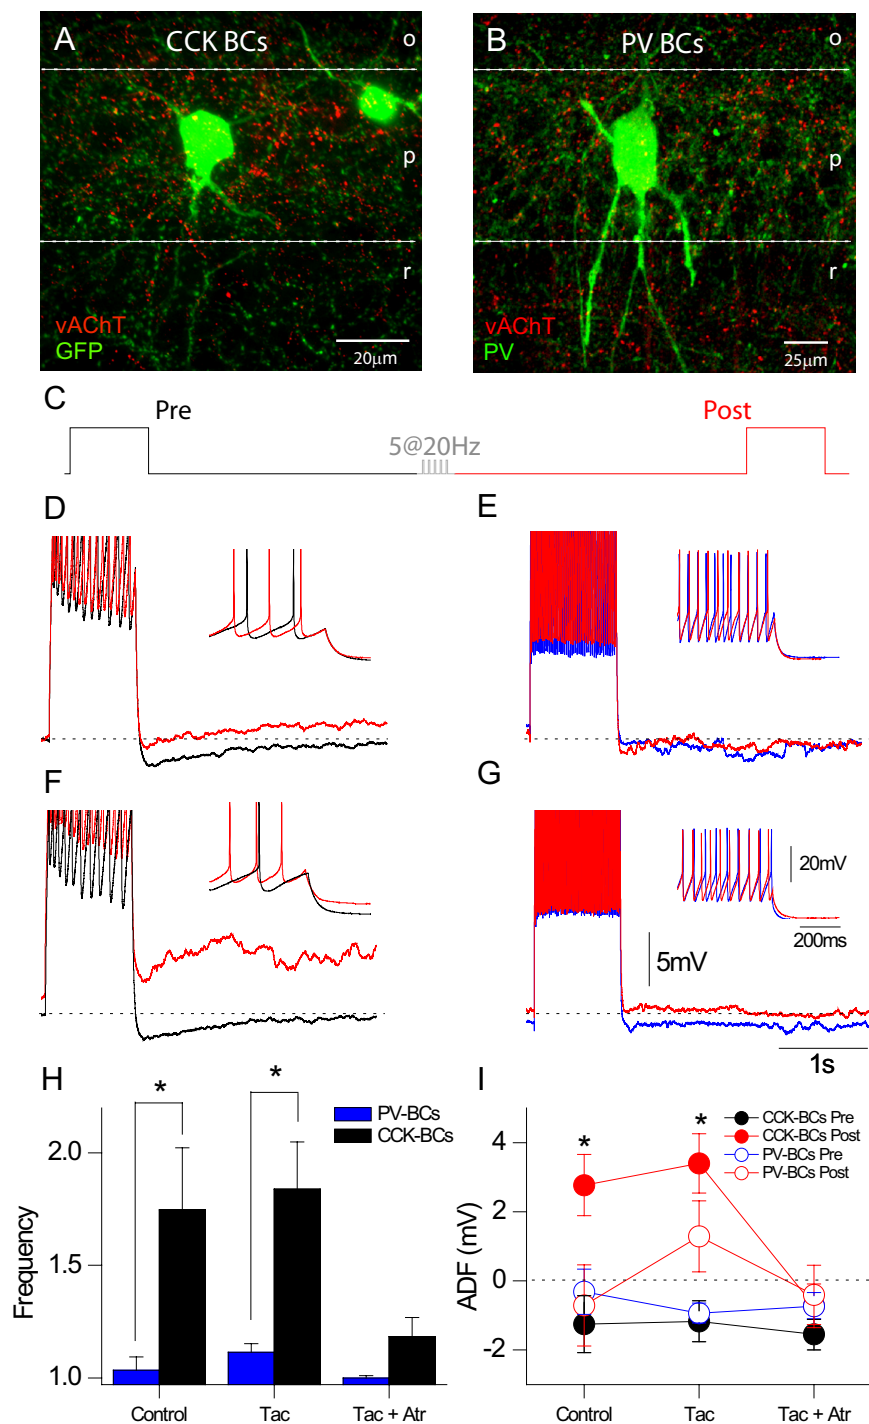 A
CCK BCs
o
p
r
vAChT
GFP
20μm
B
PV BCs
o
p
r
vAChT
PV
25μm
C
Pre
5@20Hz
Post
D
E
F
G
20mV
200ms
5mV
1s
H
*
*
PV-BCs
CCK-BCs
2.0
1.5
1.0
Frequency
Control
Tac
Tac + Atr
I
*
*
CCK-BCs Pre
CCK-BCs Post
PV-BCs Pre
PV-BCs Post
4
2
0
-2
ADF (mV)
Control
Tac
Tac + Atr